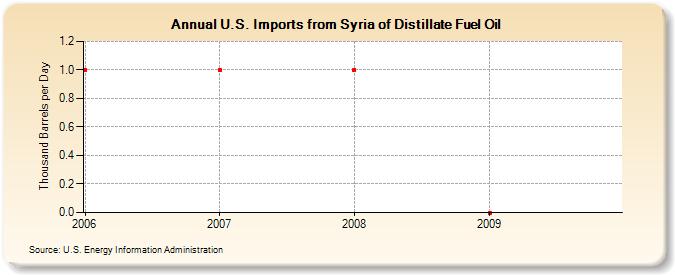 Annual U.S. Imports from Syria of Distillate Fuel Oil
Thousand Barrels per Day
1.2
1.0
0.8
0.6
0.4
0.2
0.0
2006 2007 2008 2009
Source: U.S. Energy Information Administration